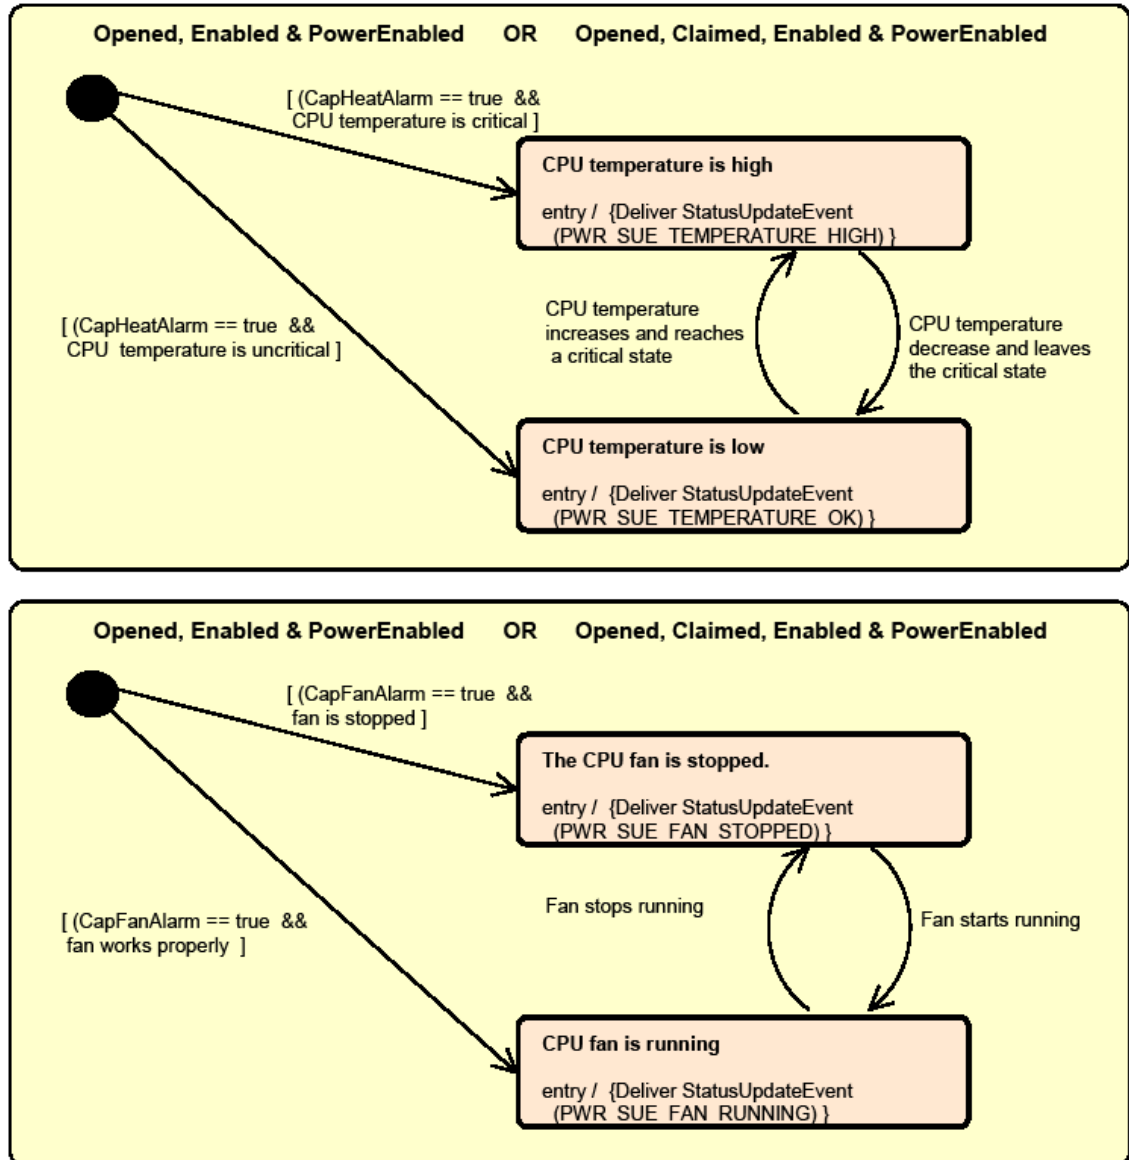 Opened, Enabled & PowerEnabled OR Opened, Claimed, Enabled & PowerEnabled
[ (CapHeatAlarm == true &&
CPU temperature is critical ]
CPU temperature is high
entry / {Deliver StatusUpdateEvent
(PWR_SUE_TEMPERATURE_HIGH) }
[ (CapHeatAlarm == true &&
CPU temperature is uncritical ]
CPU temperature
increases and reaches
a critical state
CPU temperature
decrease and leaves
the critical state
CPU temperature is low
entry / {Deliver StatusUpdateEvent
(PWR_SUE_TEMPERATURE_OK) }
Opened, Enabled & PowerEnabled OR Opened, Claimed, Enabled & PowerEnabled
[ (CapFanAlarm == true &&
fan is stopped ]
The CPU fan is stopped.
entry / {Deliver StatusUpdateEvent
(PWR_SUE_FAN_STOPPED) }
[ (CapFanAlarm == true &&
fan works properly ]
Fan stops running
Fan starts running
CPU fan is running
entry / {Deliver StatusUpdateEvent
(PWR_SUE_FAN_RUNNING) }